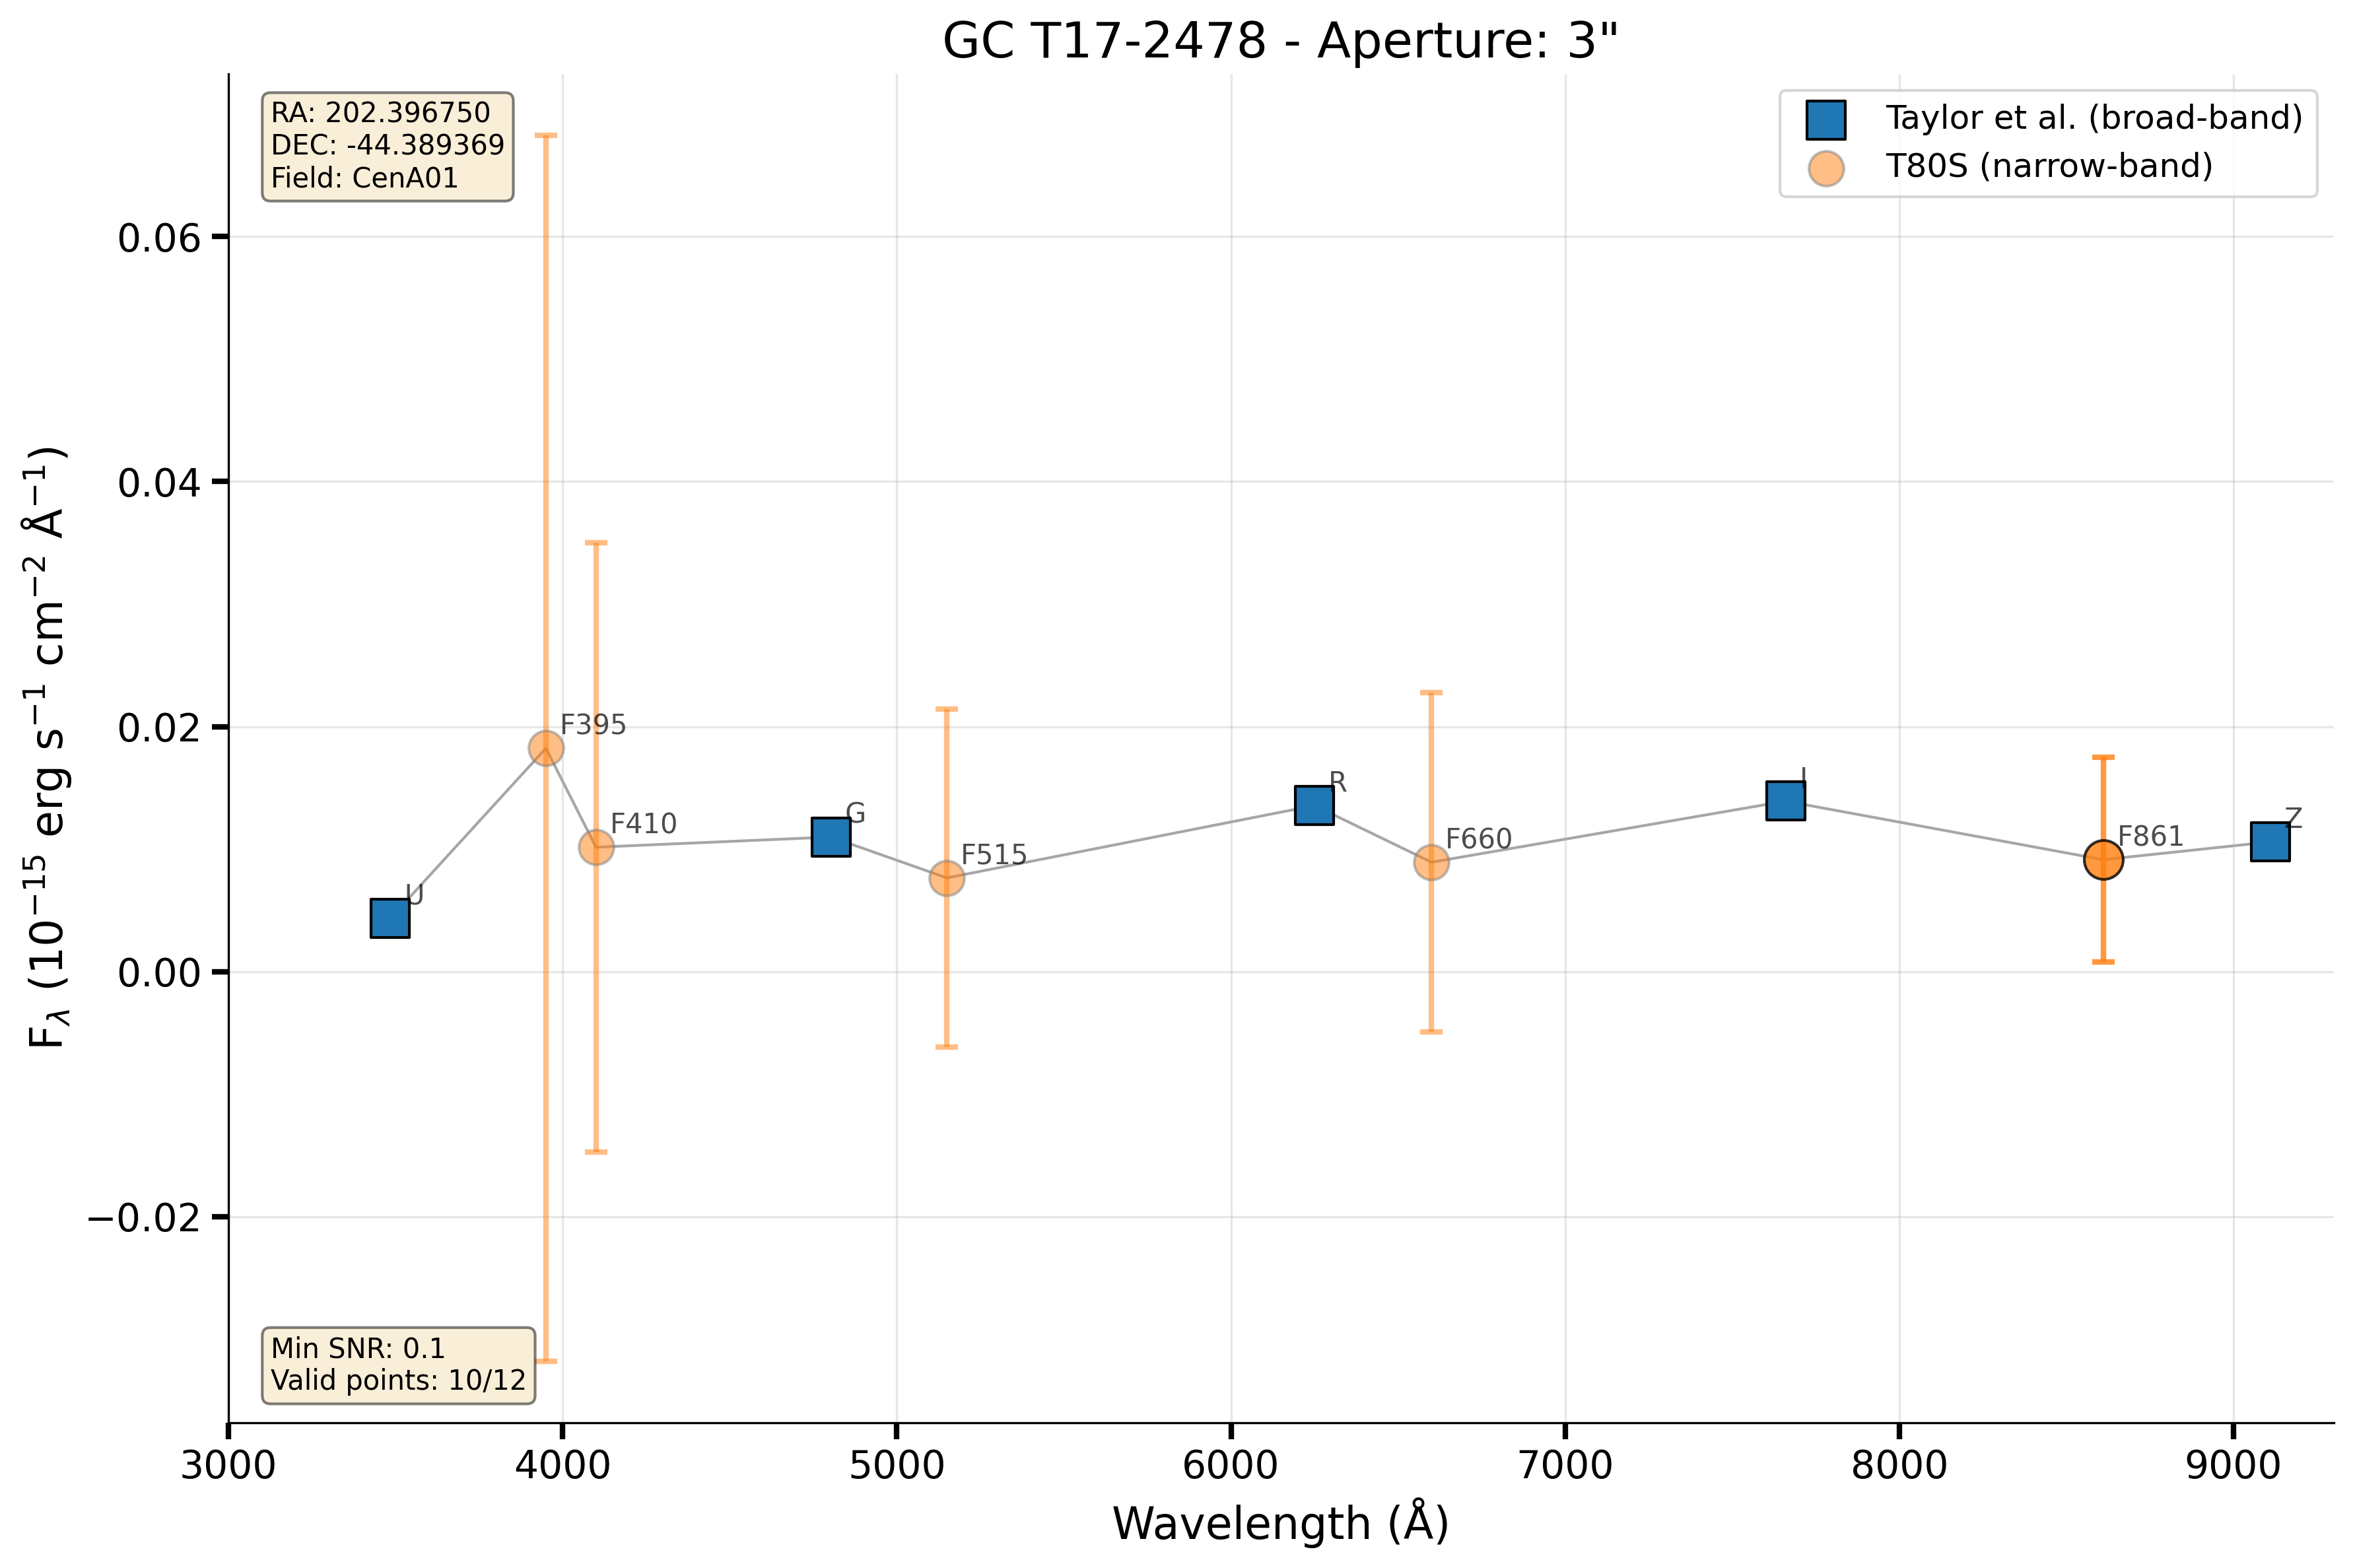 GC T17-2478 - Aperture: 3"
RA: 202.396750
DEC: -44.389369
Field: CenA01
Taylor et al. (broad-band)
T80S (narrow-band)
F_λ (10⁻¹⁵ erg s⁻¹ cm⁻² Å⁻¹)
0.06
0.04
0.02
0.00
−0.02
U
F395
F410
G
F515
R
F660
I
F861
Z
Min SNR: 0.1
Valid points: 10/12
3000 4000 5000 6000 7000 8000 9000
Wavelength (Å)